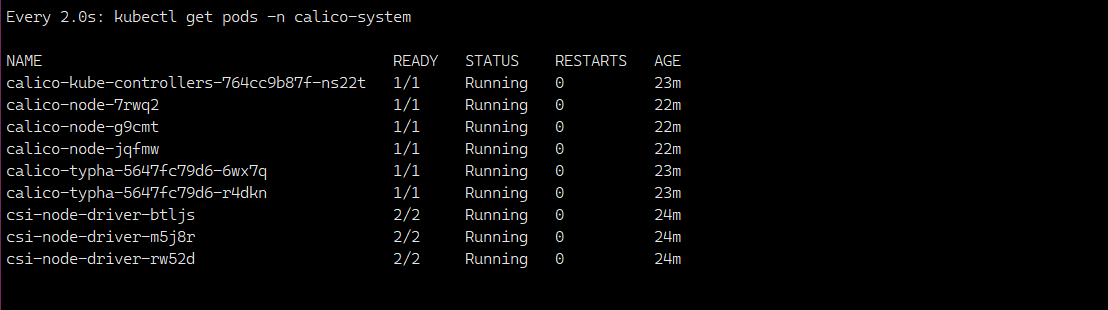 Every 2.0s: kubectl get pods -n calico-system
NAME READY STATUS RESTARTS AGE
calico-kube-controllers-764cc9b87f-ns22t 1/1 Running 0 23m
calico-node-7rwq2 1/1 Running 0 22m
calico-node-g9cmt 1/1 Running 0 22m
calico-node-jqfmw 1/1 Running 0 22m
calico-typha-5647fc79d6-6wx7q 1/1 Running 0 23m
calico-typha-5647fc79d6-r4dkn 1/1 Running 0 23m
csi-node-driver-btljs 2/2 Running 0 24m
csi-node-driver-m5j8r 2/2 Running 0 24m
csi-node-driver-rw52d 2/2 Running 0 24m